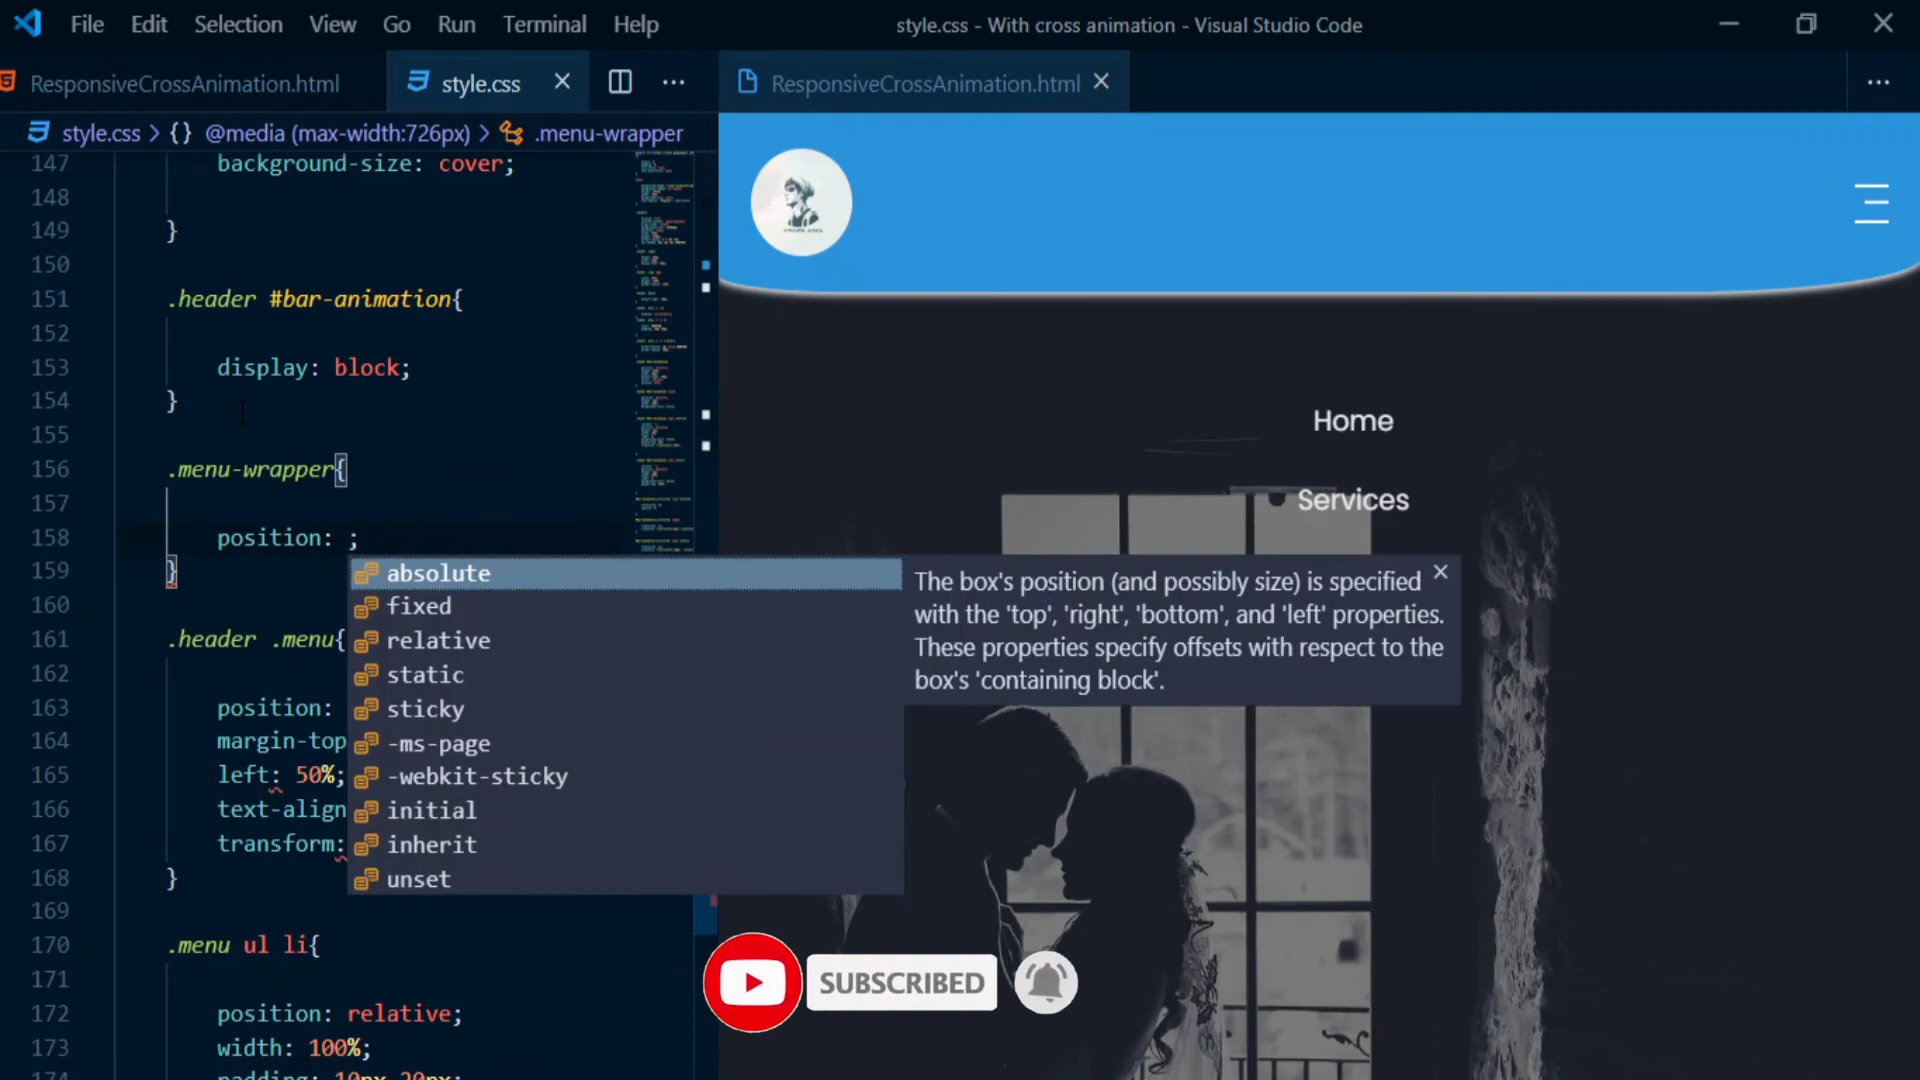 File Edit Selection View Go Run Terminal Help style.css - With cross animation - Visual Studio Code
ResponsiveCrossAnimation.html style.css ResponsiveCrossAnimation.html
style.css > {} @media (max-width:726px) > .menu-wrapper
147 background-size: cover;
148
149 }
150
151 .header #bar-animation{
152
153 display: block;
154 }
155
156 .menu-wrapper{
157
158 position: ;
159 }
160
161 .header .menu{
162
163 position:
164 margin-top
165 left: 50%;
166 text-align
167 transform:
168 }
169
170 .menu ul li{
171
172 position: relative;
173 width: 100%;
174 padding: 10px 20px;
absolute
fixed
relative
static
sticky
-ms-page
-webkit-sticky
initial
inherit
unset
The box's position (and possibly size) is specified
with the 'top', 'right', 'bottom', and 'left' properties.
These properties specify offsets with respect to the
box's 'containing block'.
Home
Services
SUBSCRIBED